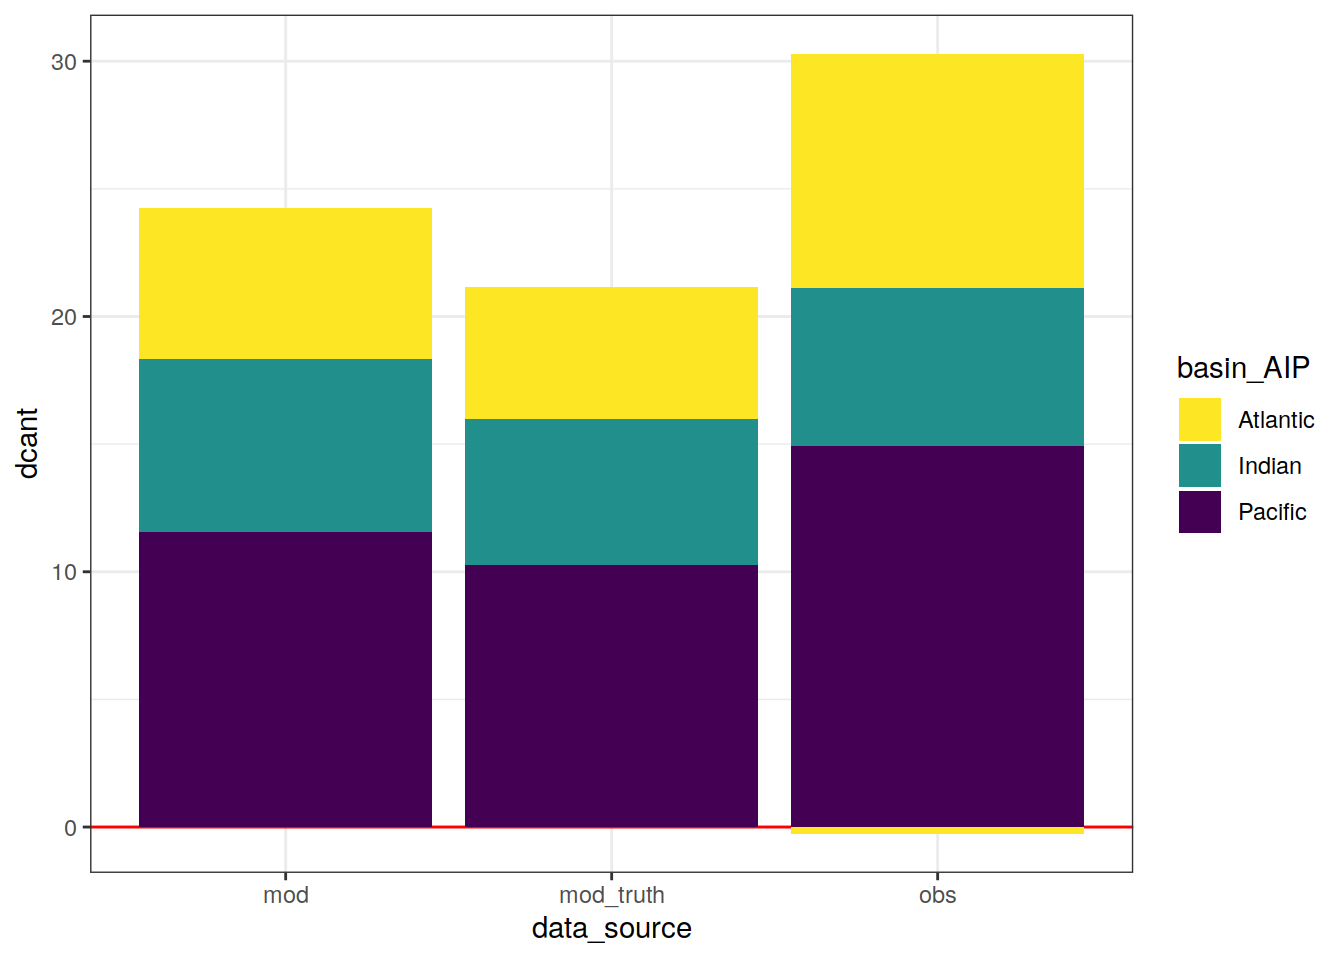 30
20
10
0
dcant
mod
mod_truth
obs
data_source
basin_AIP
Atlantic
Indian
Pacific